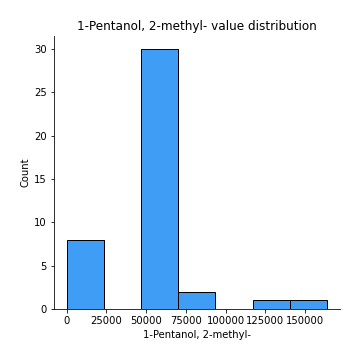 1-Pentanol, 2-methyl- value distribution
30
25
20
15
10
5
0
Count
0 25000 50000 75000 100000 125000 150000
1-Pentanol, 2-methyl-